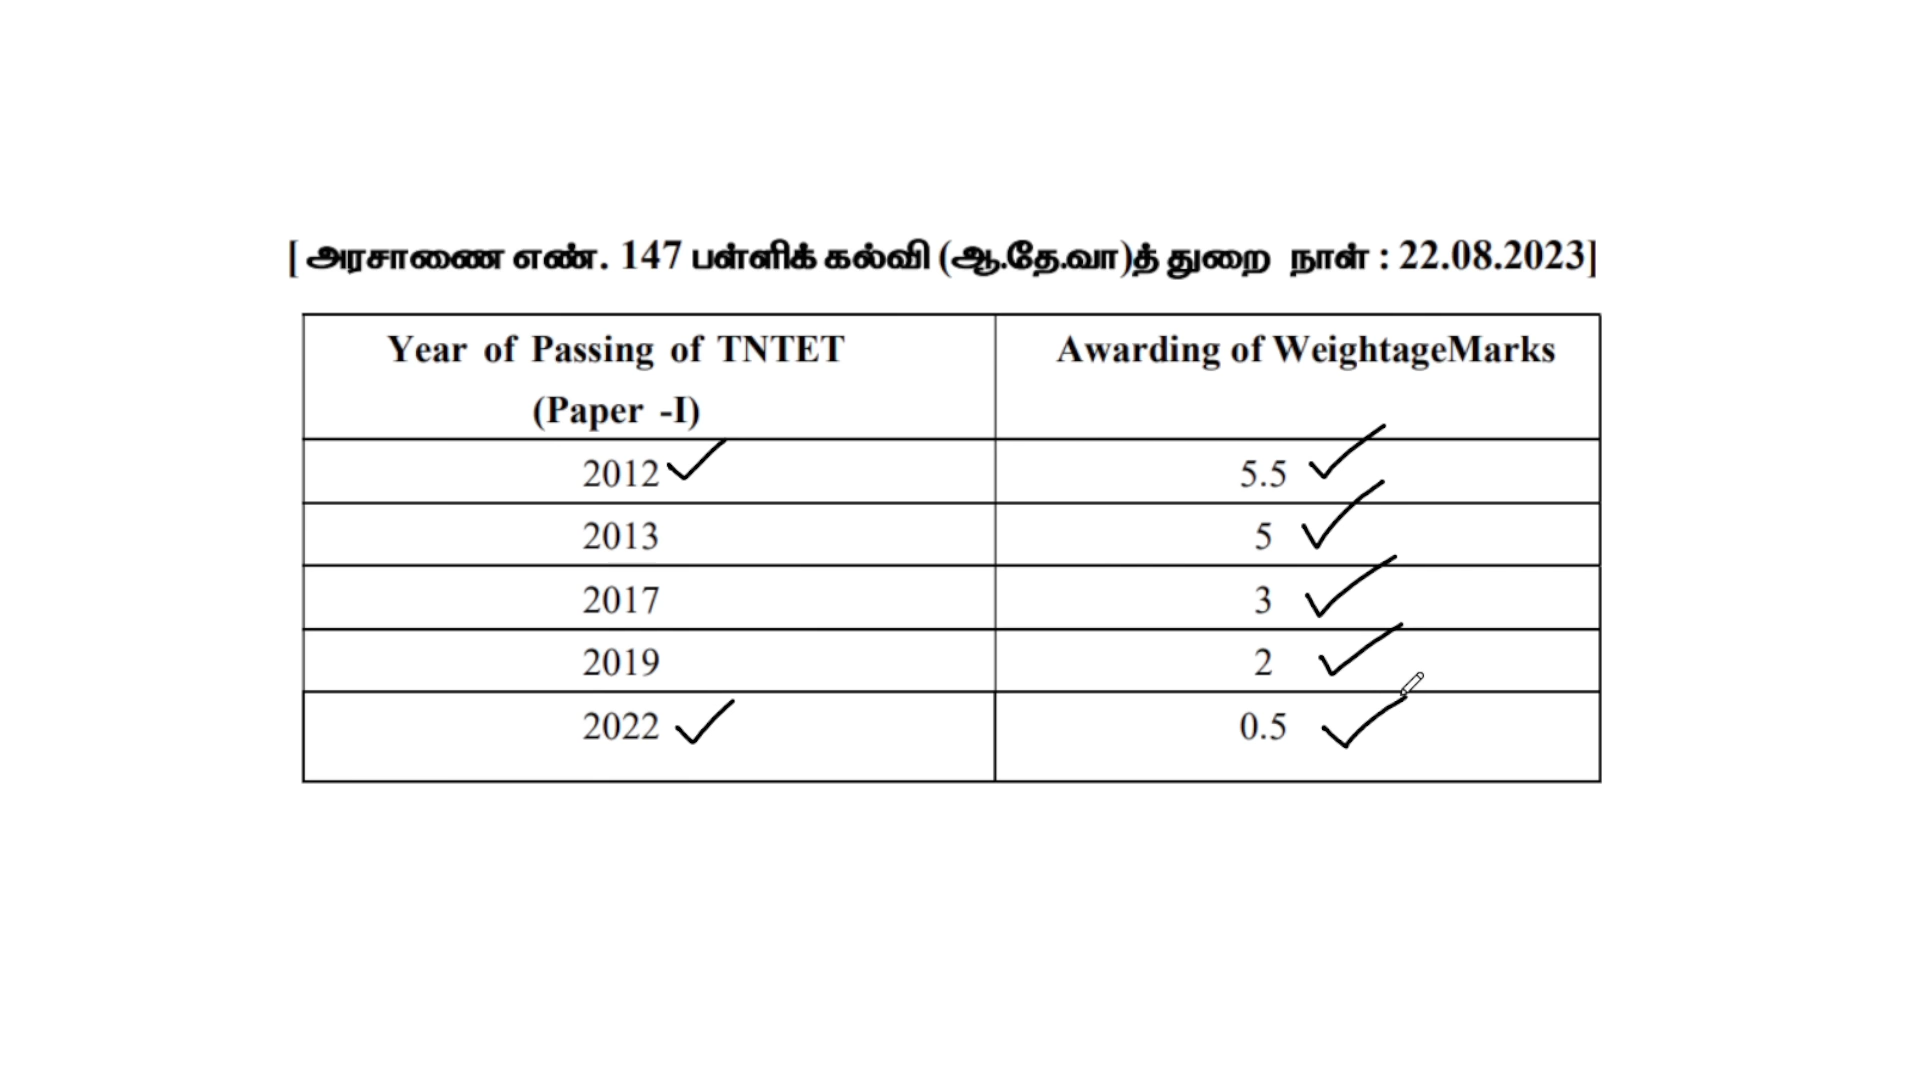 [ அரசாணை எண். 147 பள்ளிக் கல்வி (ஆ.தே.வா)த் துறை நாள் : 22.08.2023]
Year of Passing of TNTET (Paper -I)
Awarding of WeightageMarks
2012 5.5
2013 5
2017 3
2019 2
2022 0.5